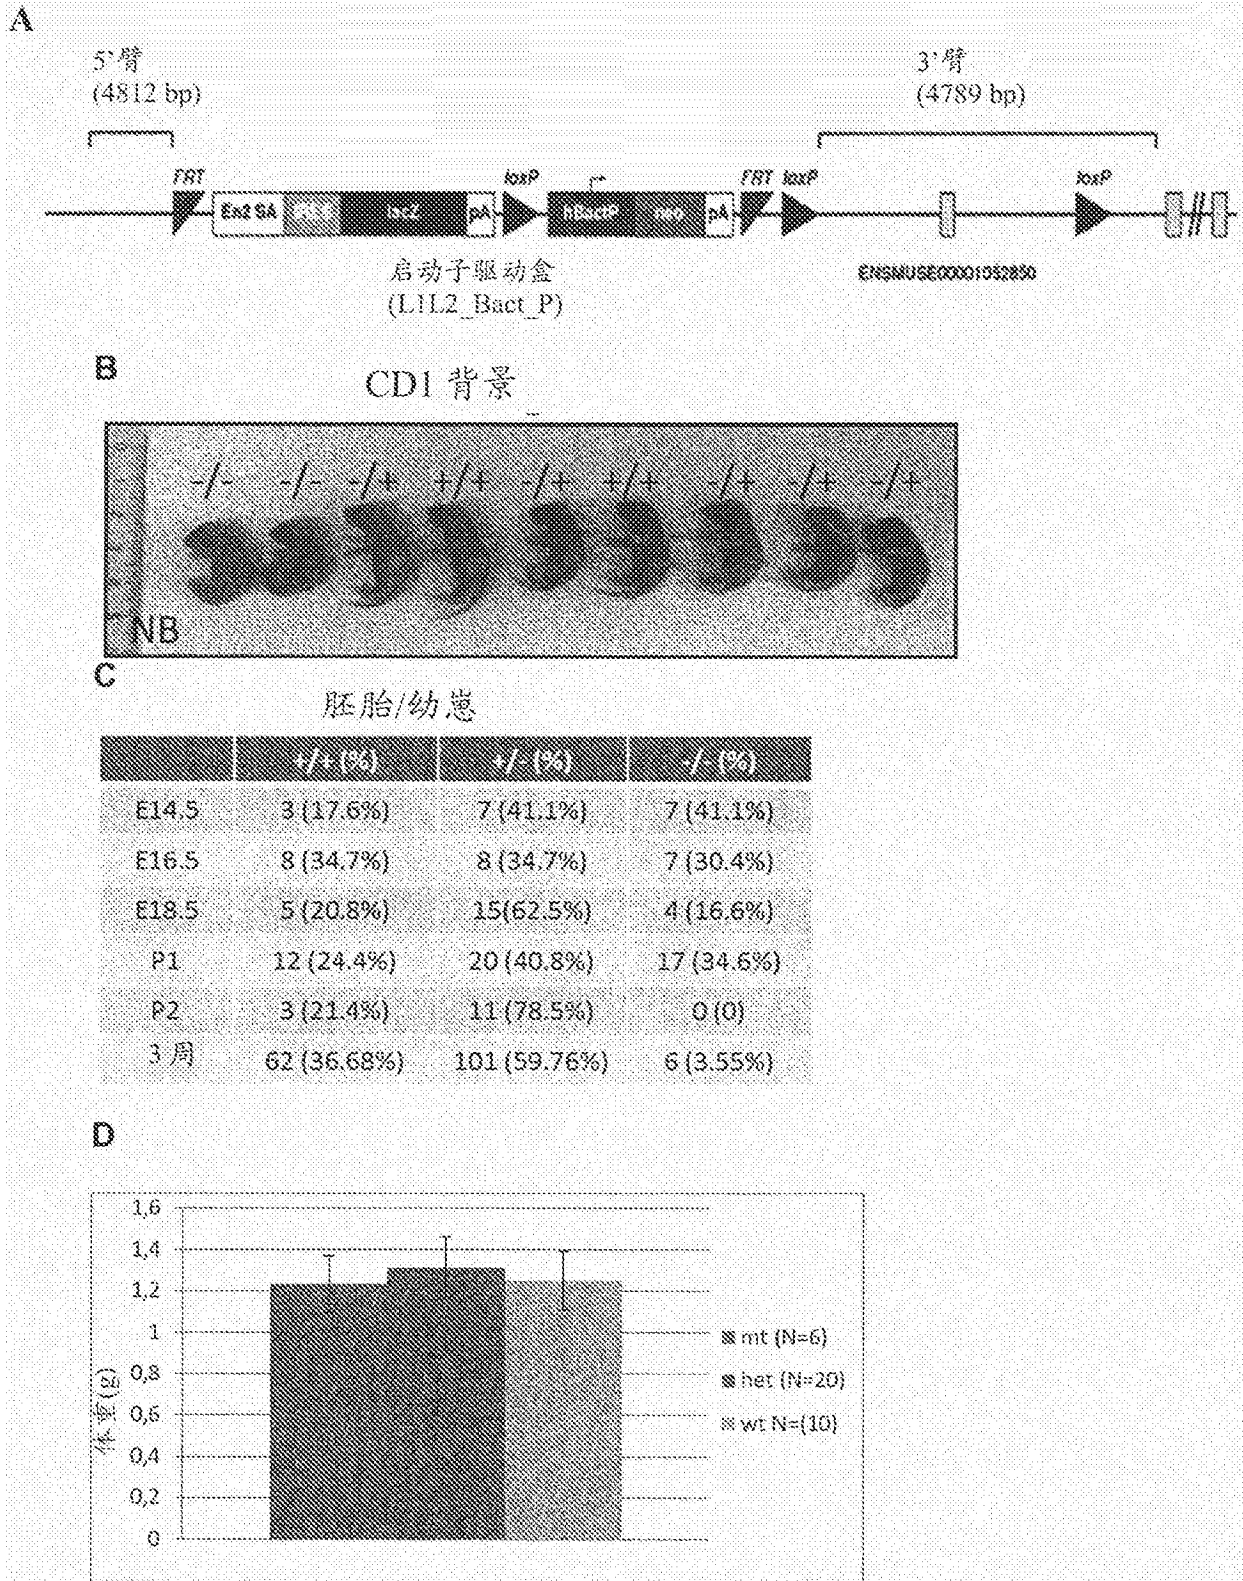 A
5'臂
(4812 bp)
3'臂
(4789 bp)
FRT
loxP
FRT
loxP
loxP
En2 SA
lacZ
pA
hBactP
neo
pA
启动子驱动盒
(L1L2_Bact_P)
ENSMUSE00001052850
B
CD1 背景
-/- -/- -/+ +/+ -/+ +/+ -/+ -/+ -/+
NB
C
胚胎/幼崽
+/+ (%) +/- (%) -/- (%)
E14.5 3 (17.6%) 7 (41.1%) 7 (41.1%)
E16.5 8 (34.7%) 8 (34.7%) 7 (30.4%)
E18.5 5 (20.8%) 15(62.5%) 4 (16.6%)
P1 12 (24.4%) 20 (40.8%) 17 (34.6%)
P2 3 (21.4%) 11 (78.5%) 0 (0)
3 周 62 (36.68%) 101 (59.76%) 6 (3.55%)
D
1,6
1,4
1,2
1
0,8
0,6
0,4
0,2
0
体重(g)
mt (N=6)
het (N=20)
wt N=(10)